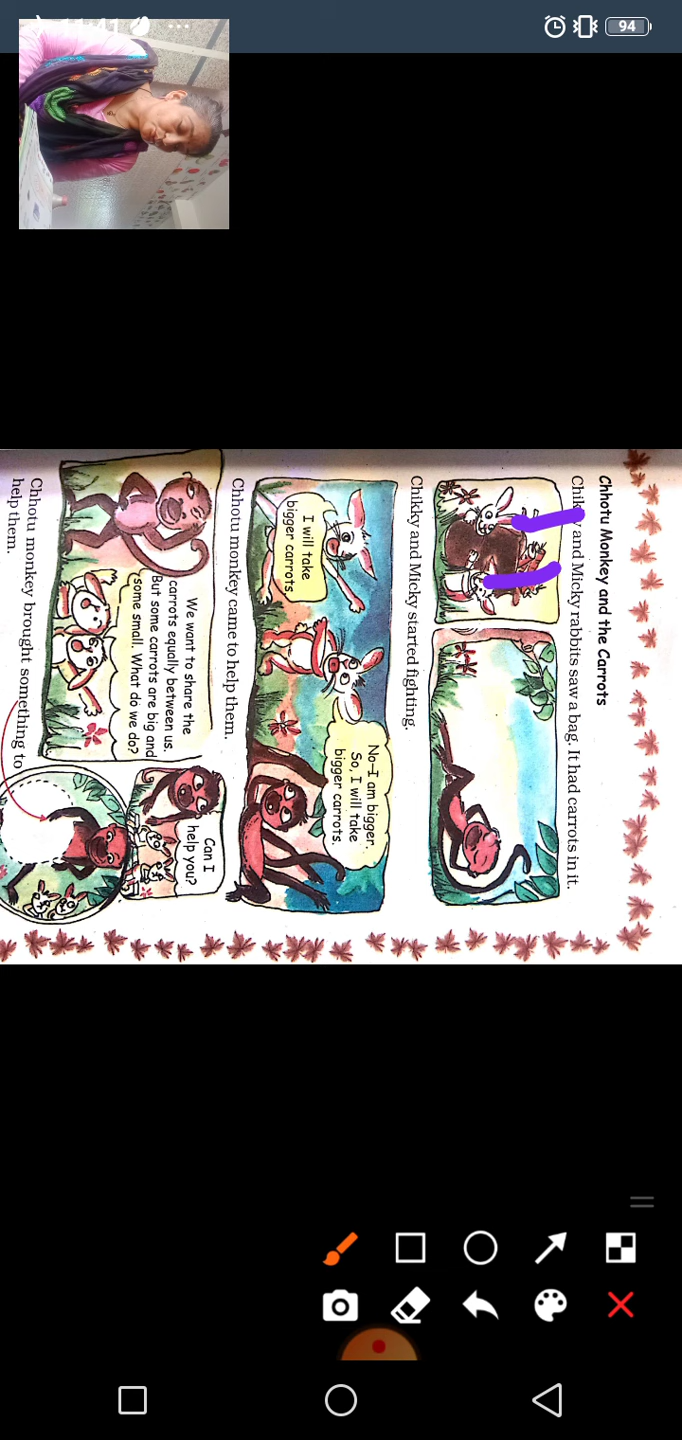 94
Chhotu Monkey and the Carrots
and Micky rabbits saw a bag. It had carrots in it.
Chikky and Micky started fighting.
I will take
bigger carrots
No—I am bigger.
So, I will take
bigger carrots.
Chhotu monkey came to help them.
We want to share the
carrots equally between us.
But some carrots are big and
some small. What do we do?
Can I
help you?
Chhotu monkey brought something to
help them.